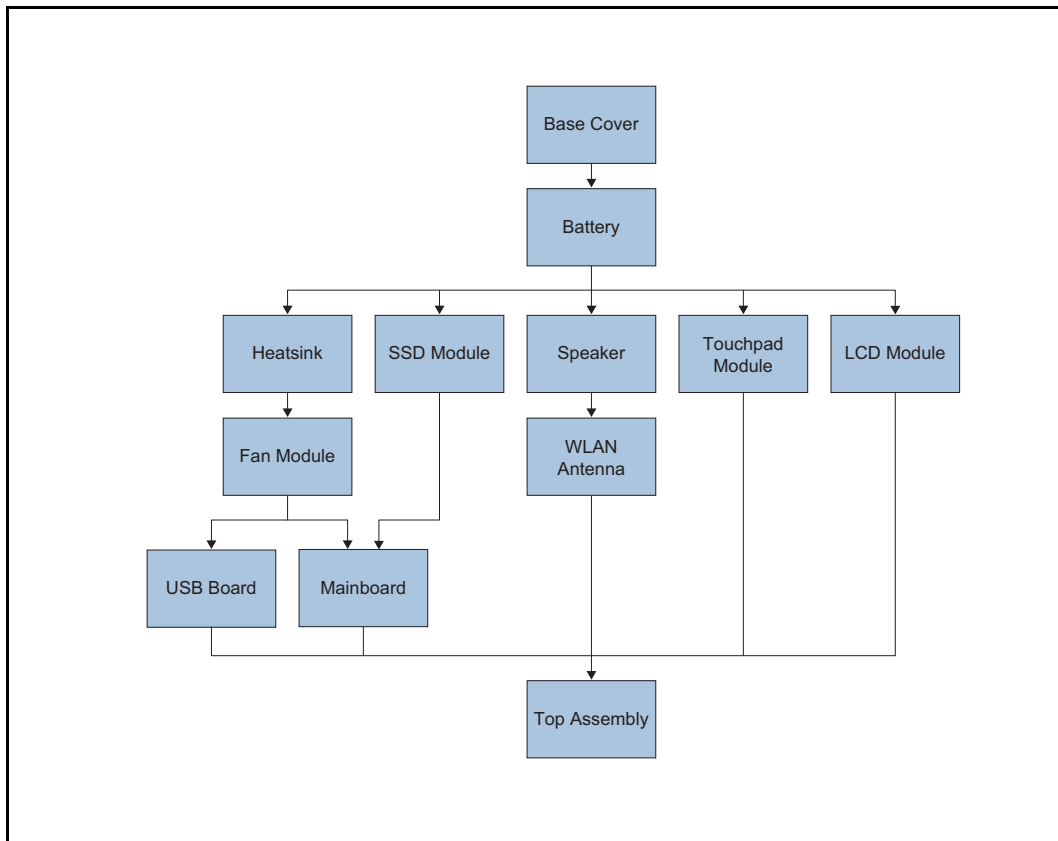 Base Cover
Battery
Heatsink
SSD Module
Speaker
Touchpad
Module
LCD Module
Fan Module
WLAN
Antenna
USB Board
Mainboard
Top Assembly